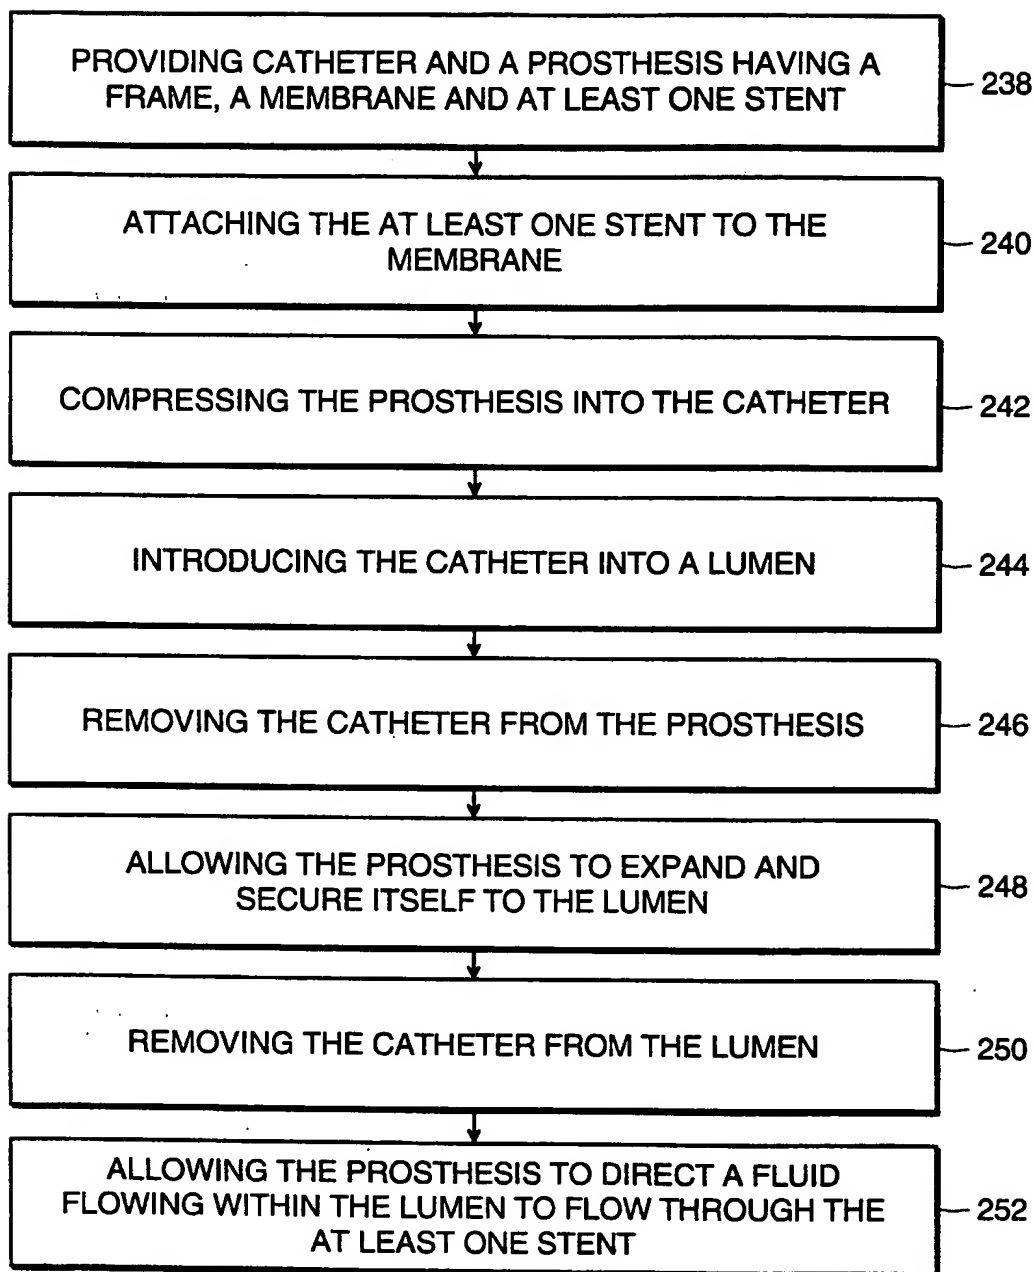 PROVIDING CATHETER AND A PROSTHESIS HAVING A
FRAME, A MEMBRANE AND AT LEAST ONE STENT
238
ATTACHING THE AT LEAST ONE STENT TO THE
MEMBRANE
240
COMPRESSING THE PROSTHESIS INTO THE CATHETER
242
INTRODUCING THE CATHETER INTO A LUMEN
244
REMOVING THE CATHETER FROM THE PROSTHESIS
246
ALLOWING THE PROSTHESIS TO EXPAND AND
SECURE ITSELF TO THE LUMEN
248
REMOVING THE CATHETER FROM THE LUMEN
250
ALLOWING THE PROSTHESIS TO DIRECT A FLUID
FLOWING WITHIN THE LUMEN TO FLOW THROUGH THE
AT LEAST ONE STENT
252